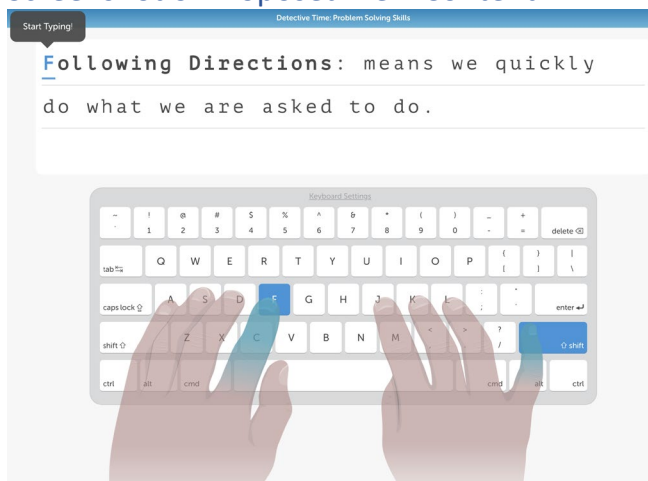 Detective Time: Problem Solving Skills
Start Typing!
Following Directions: means we quickly
do what we are asked to do.
Keyboard Settings
~ ! @ # $ % ^ & * ( ) _ +
` 1 2 3 4 5 6 7 8 9 0 - = delete
tab Q W E R T Y U I O P { [ } ] | \
caps lock A S D F G H J K L : ; " ' enter
shift Z X C V B N M < , > . ? / shift
ctrl alt cmd cmd alt ctrl